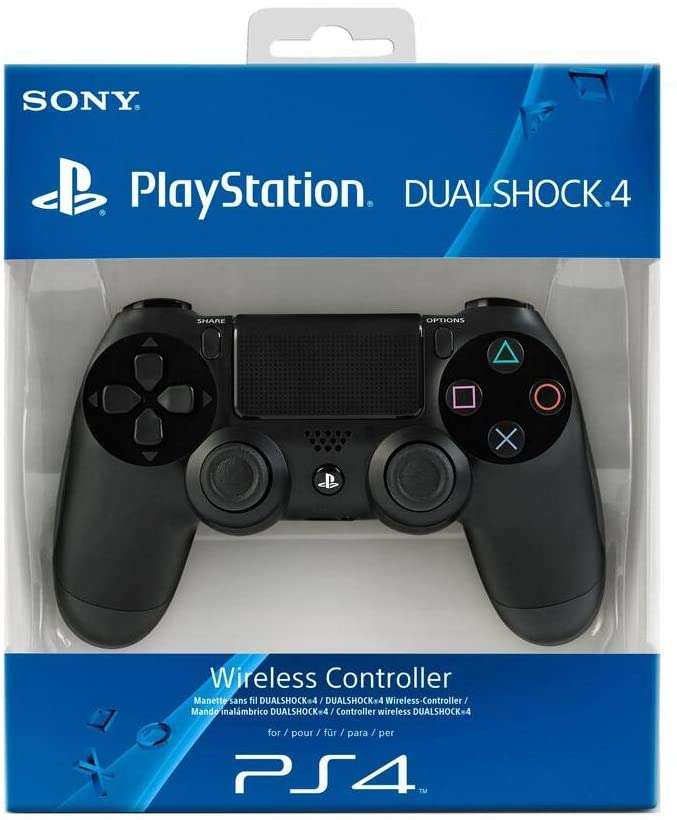 SONY®
PlayStation® DUALSHOCK®4
SHARE OPTIONS
Wireless Controller
Manette sans fil DUALSHOCK®4 / DUALSHOCK®4 Wireless-Controller /
Mando inalámbrico DUALSHOCK®4 / Controller wireless DUALSHOCK®4
for / pour / für / para / per
PS4™